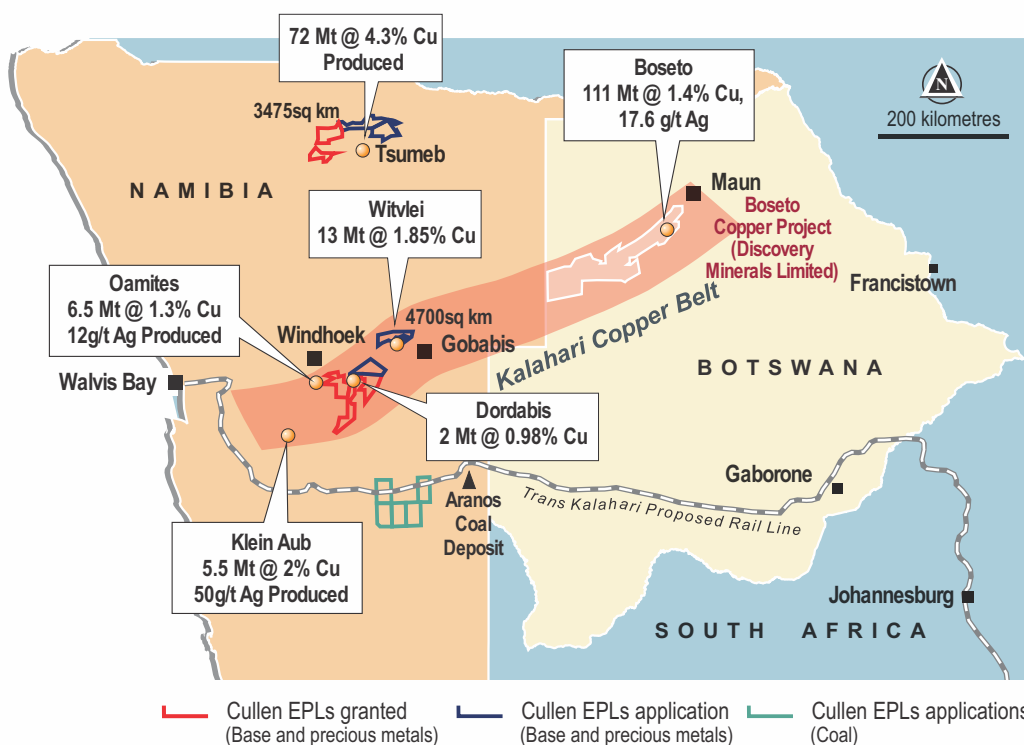 72 Mt @ 4.3% Cu
Produced
3475sq km
Tsumeb
NAMIBIA
Boseto
111 Mt @ 1.4% Cu,
17.6 g/t Ag
N
200 kilometres
Maun
Boseto
Copper Project
(Discovery
Minerals Limited)
Witvlei
13 Mt @ 1.85% Cu
Francistown
Oamites
6.5 Mt @ 1.3% Cu
12g/t Ag Produced
Windhoek
4700sq km
Gobabis
Kalahari Copper Belt
BOTSWANA
Walvis Bay
Dordabis
2 Mt @ 0.98% Cu
Gaborone
Aranos
Coal
Deposit
Trans Kalahari Proposed Rail Line
Klein Aub
5.5 Mt @ 2% Cu
50g/t Ag Produced
Johannesburg
SOUTH AFRICA
Cullen EPLs granted
(Base and precious metals)
Cullen EPLs application
(Base and precious metals)
Cullen EPLs applications
(Coal)